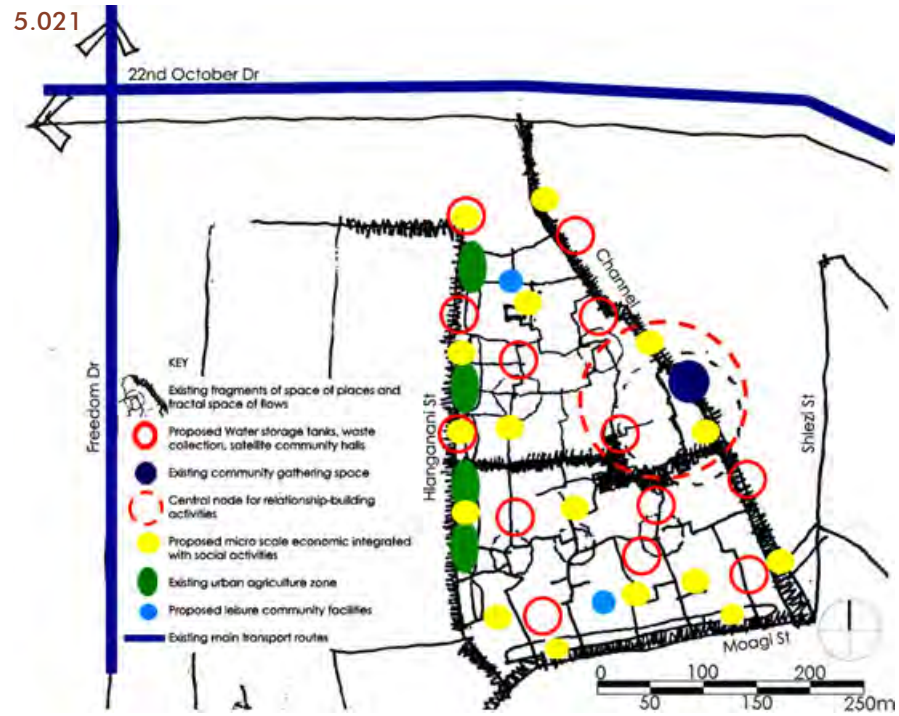 5.021
22nd October Dr
Channel
Freedom Dr
Hlanganani St
Shlezi St
Moagi St
KEY
Existing fragments of space of places and
fractal space of flows
Proposed Water storage tanks, waste
collection, satellite community halls
Existing community gathering space
Central node for relationship-building
activities
Proposed micro scale economic integrated
with social activities
Existing urban agriculture zone
Proposed leisure community facilities
Existing main transport routes
0 100 200
50 150 250m